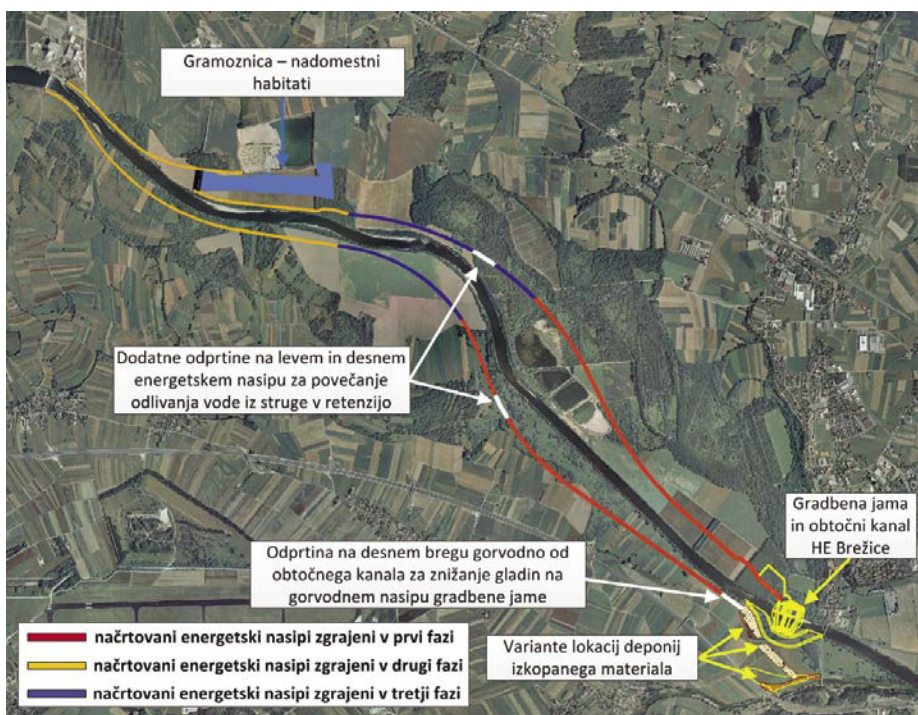 Gramoznica – nadomestni
habitati
Dodatne odprtine na levem in desnem
energetskem nasipu za povečanje
odlivanja vode iz struge v retenzijo
Gradbena jama
in obtočni kanal
HE Brežice
Odprtina na desnem bregu gorvodno od
obtočnega kanala za znižanje gladin na
gorvodnem nasipu gradbene jame
Variante lokacij deponij
izkopanega materiala
načrtovani energetski nasipi zgrajeni v prvi fazi
načrtovani energetski nasipi zgrajeni v drugi fazi
načrtovani energetski nasipi zgrajeni v tretji fazi